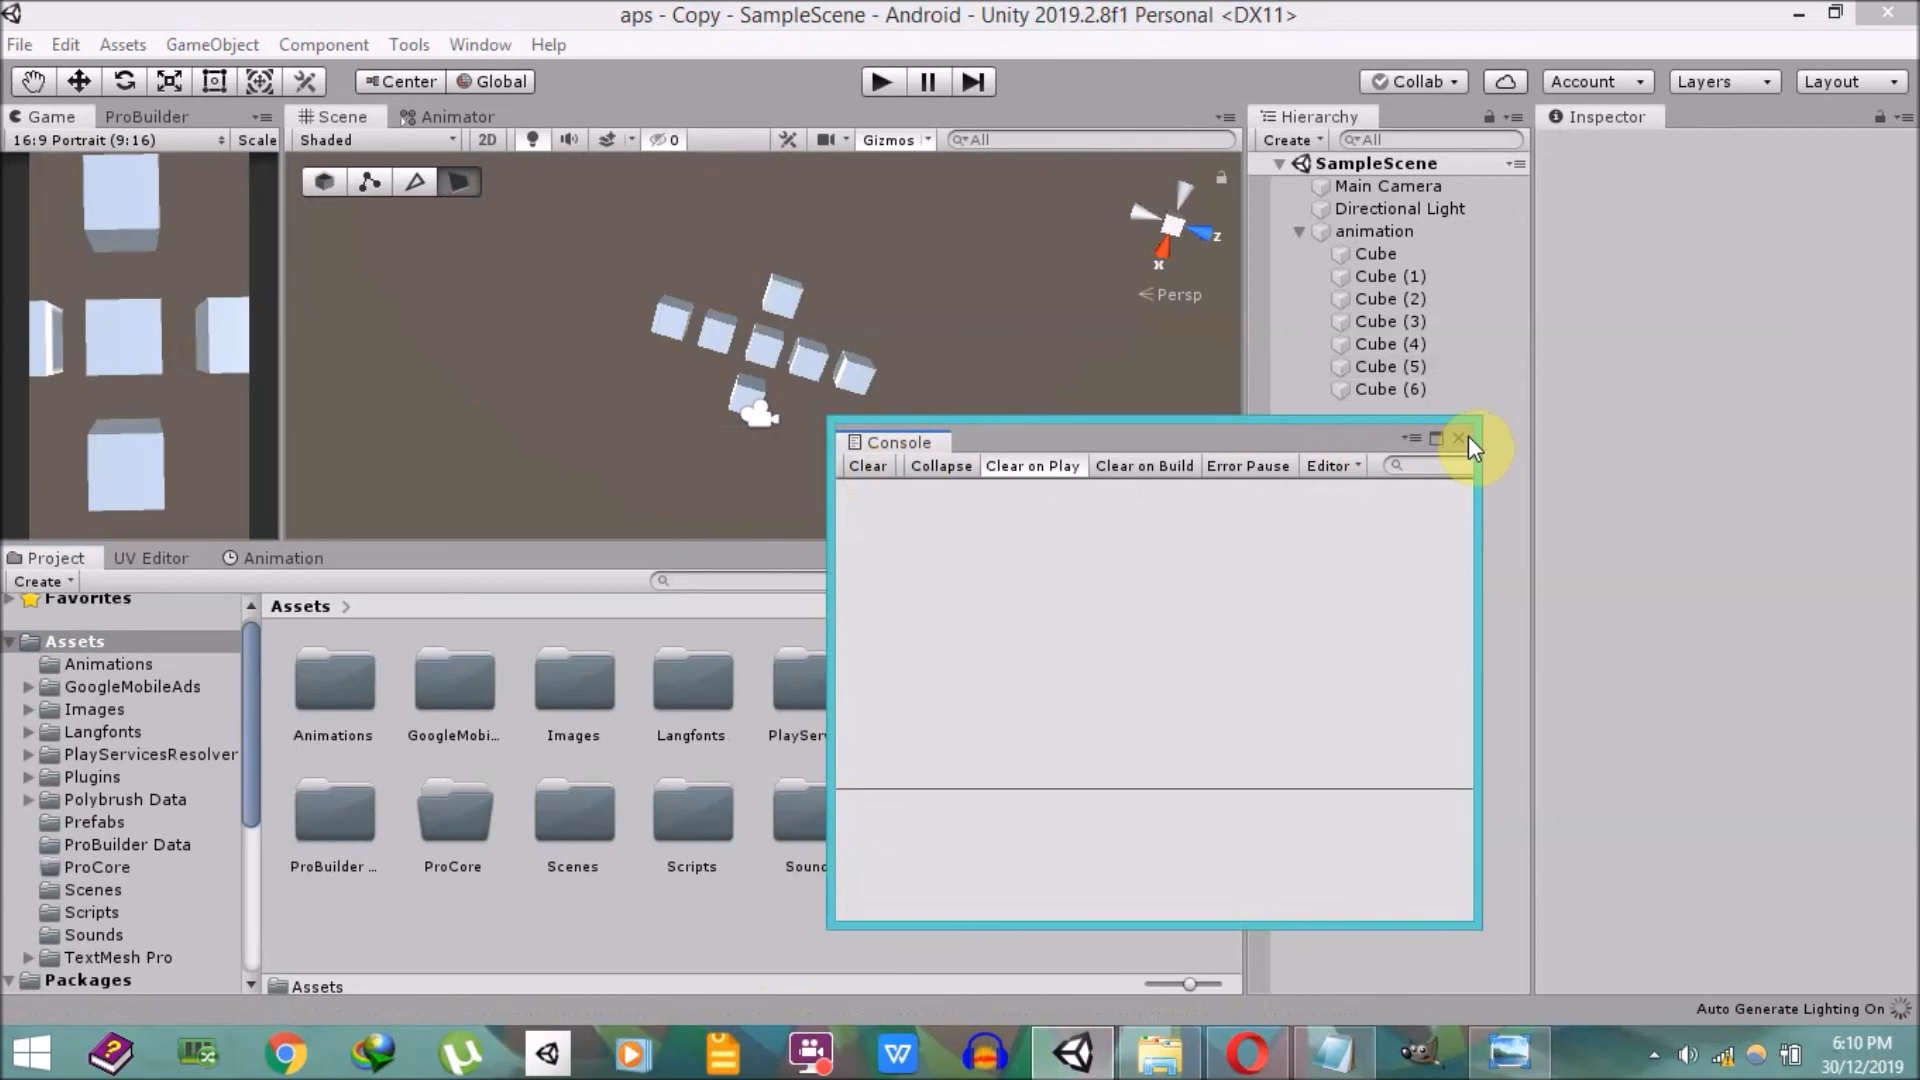 aps - Copy - SampleScene - Android - Unity 2019.2.8f1 Personal <DX11>
File Edit Assets GameObject Component Tools Window Help
Center Global
Collab Account Layers Layout
Game ProBuilder
Scene Animator
Hierarchy
Inspector
16:9 Portrait (9:16) Scale
Shaded 2D 0 Gizmos All
Create All
SampleScene
Main Camera
Directional Light
animation
Cube
Cube (1)
Cube (2)
Cube (3)
Cube (4)
Cube (5)
Cube (6)
z
x
Persp
Console
Clear Collapse Clear on Play Clear on Build Error Pause Editor
Project UV Editor Animation
Create
Favorites
Assets
Animations
GoogleMobileAds
Images
Langfonts
PlayServicesResolver
Plugins
Polybrush Data
Prefabs
ProBuilder Data
ProCore
Scenes
Scripts
Sounds
TextMesh Pro
Packages
Assets
Animations GoogleMobi... Images Langfonts PlaySer
ProBuilder ... ProCore Scenes Scripts Soun
Assets
Auto Generate Lighting On
W
6:10 PM
30/12/2019